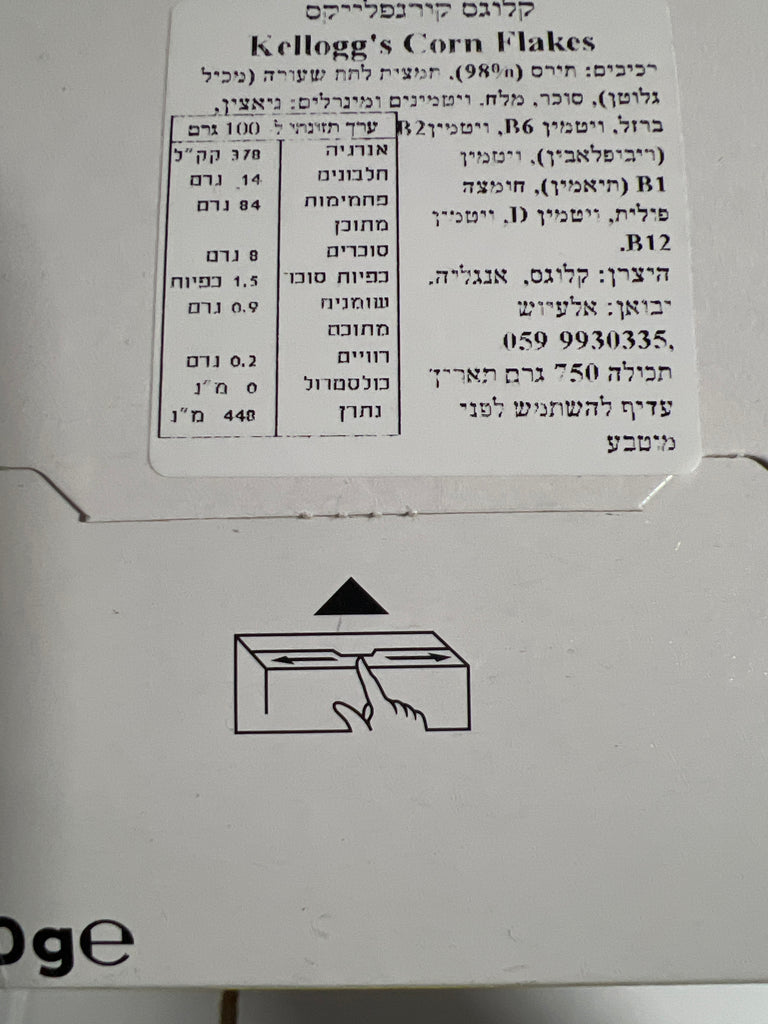 קלוגס קורנפלייקס
Kellogg's Corn Flakes
רכיבים: תירס (98%), תמצית לתת שעורה (מכיל
גלוטן), סוכר, מלח. ויטמינים ומינרלים: ניאצין,
ברזל, ויטמין B6, ויטמין B2
(ריבופלאבין), ויטמין
B1 (תיאמין), חומצה
פולית, ויטמין D, ויטמין
B12.
היצרן: קלוגס, אנגליה.
יבואן: אלעיוש
059 9930335,
תכולה 750 גרם תאריך
עדיף להשתמש לפני
מוטבע
ערך תזונתי ל- 100 גרם
אנרגיה 378 קק"ל
חלבונים 14 גרם
פחמימות 84 גרם
מתוכן
סוכרים 8 גרם
כפיות סוכר 1.5 כפיות
שומנים 0.9 גרם
מתוכם
רוויים 0.2 גרם
כולסטרול 0 מ"ג
נתרן 448 מ"ג
0ge